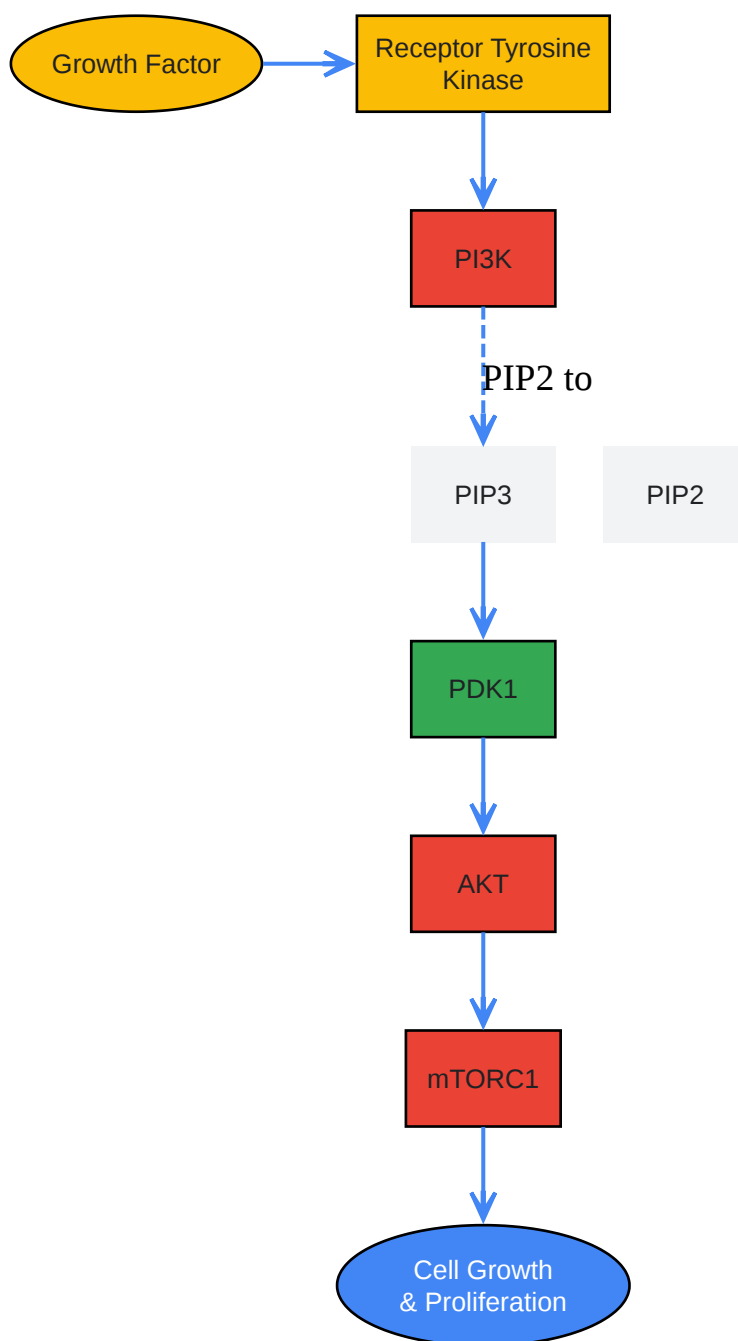 Growth Factor
Receptor Tyrosine
Kinase
PI3K
PIP2 to
PIP3
PIP2
PDK1
AKT
mTORC1
Cell Growth
& Proliferation